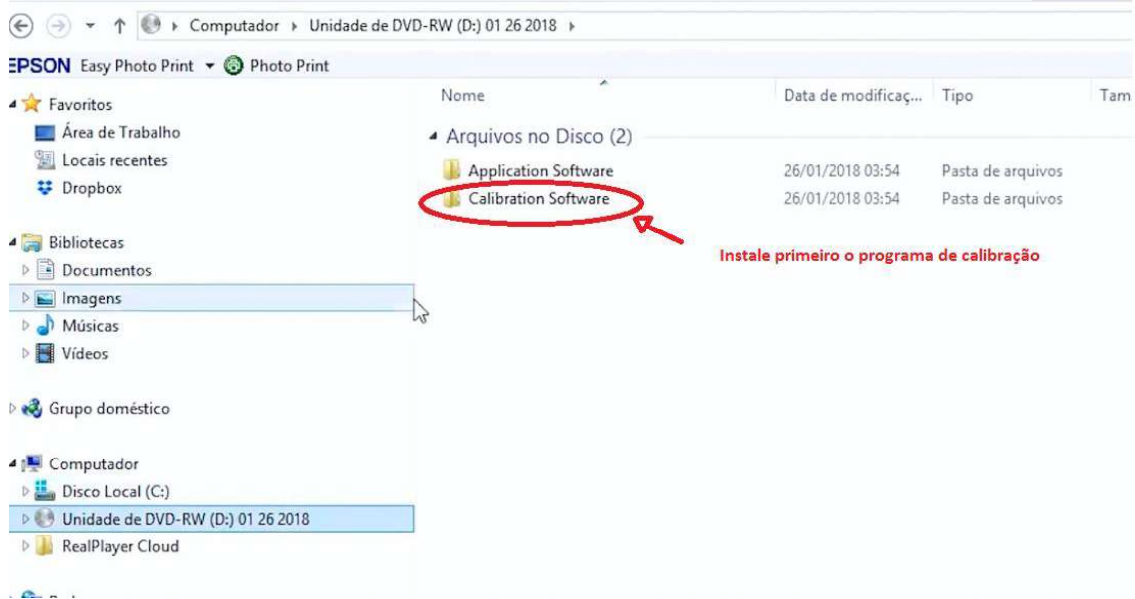 Computador Unidade de DVD-RW (D:) 01 26 2018
EPSON Easy Photo Print Photo Print
Favoritos
Área de Trabalho
Locais recentes
Dropbox
Bibliotecas
Documentos
Imagens
Músicas
Vídeos
Grupo doméstico
Computador
Disco Local (C:)
Unidade de DVD-RW (D:) 01 26 2018
RealPlayer Cloud
Nome Data de modificaç... Tipo Tam
Arquivos no Disco (2)
Application Software 26/01/2018 03:54 Pasta de arquivos
Calibration Software 26/01/2018 03:54 Pasta de arquivos
Instale primeiro o programa de calibração